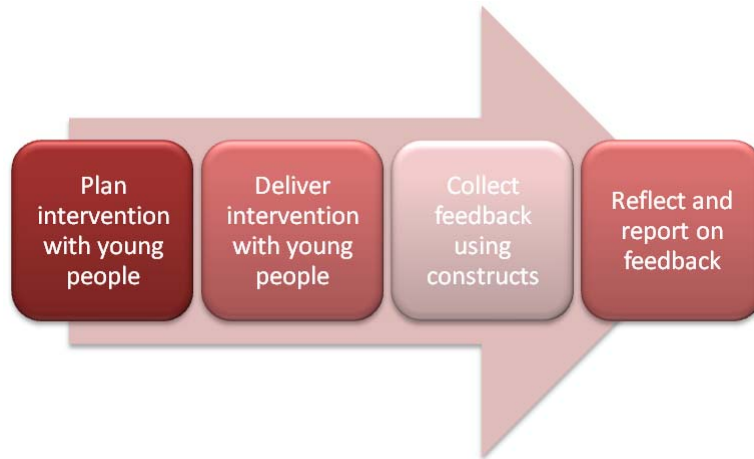 Plan
intervention
with young
people
Deliver
intervention
with young
people
Collect
feedback
using
constructs
Reflect and
report on
feedback